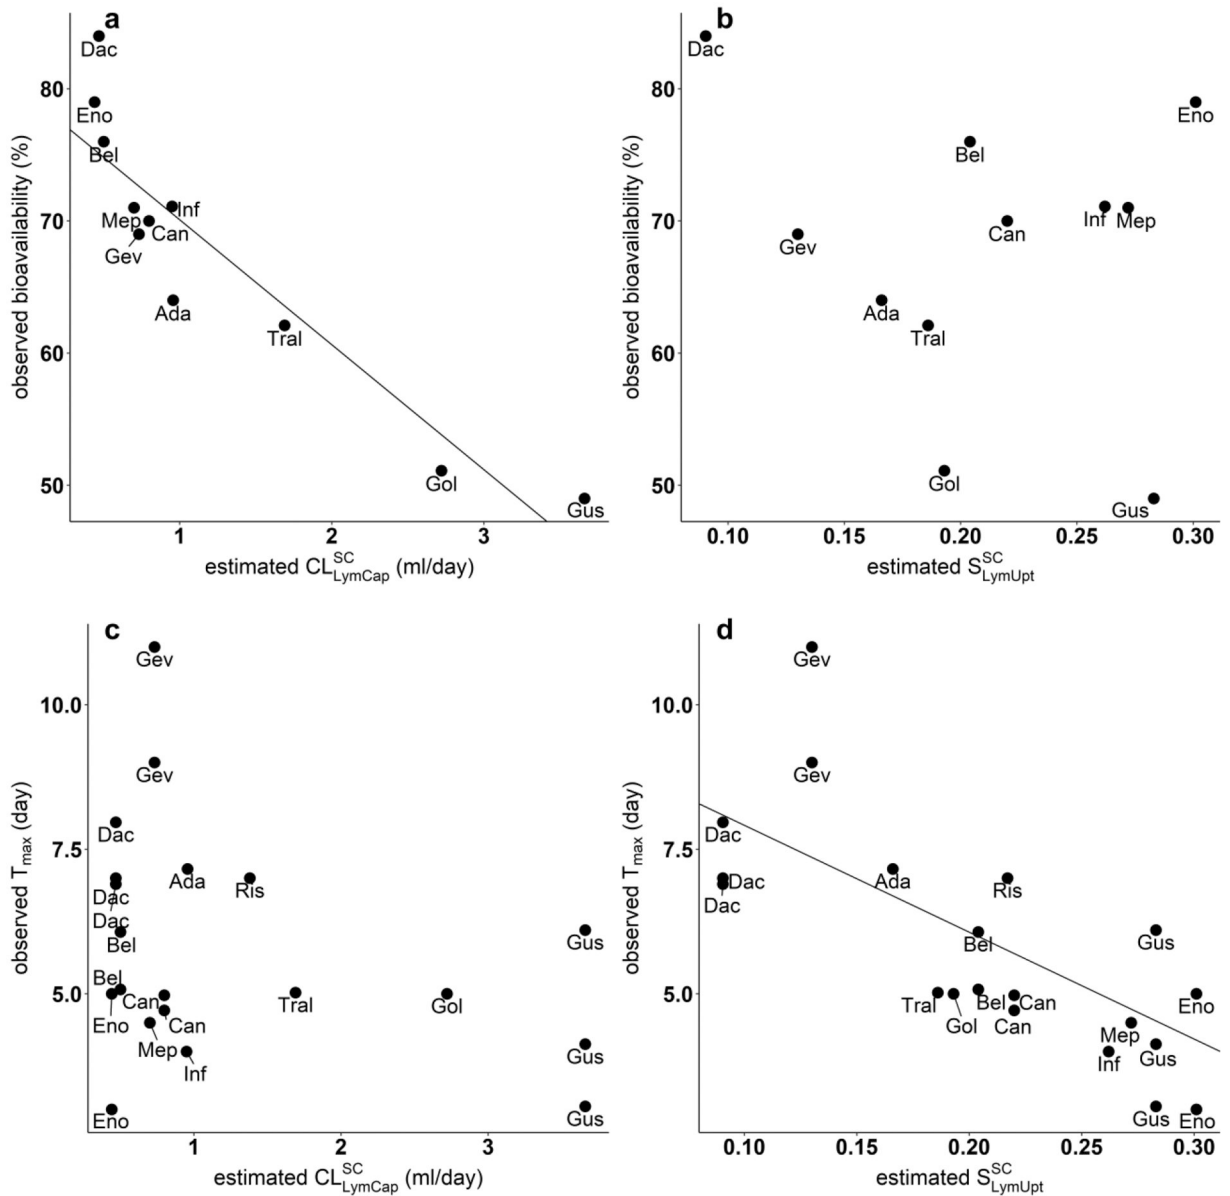 a
observed bioavailability (%)
80
70
60
50
Dac
Eno
Bel
Inf
Mep
Can
Gev
Ada
Tral
Gol
Gus
1
2
3
estimated CL^SC_LymCap (ml/day)
b
observed bioavailability (%)
80
70
60
50
Dac
Eno
Bel
Inf
Mep
Can
Gev
Ada
Tral
Gol
Gus
0.10
0.15
0.20
0.25
0.30
estimated S^SC_LymUpt
c
observed T_max (day)
10.0
7.5
5.0
Gev
Gev
Dac
Ada
Ris
Dac
Dac
Bel
Gus
Bel
Can
Tral
Gol
Eno
Can
Mep
Gus
Inf
Eno
Gus
1
2
3
estimated CL^SC_LymCap (ml/day)
d
observed T_max (day)
10.0
7.5
5.0
Gev
Gev
Dac
Dac
Ada
Ris
Dac
Bel
Gus
Tral
Bel
Can
Eno
Gol
Can
Mep
Gus
Inf
Gus
Eno
0.10
0.15
0.20
0.25
0.30
estimated S^SC_LymUpt